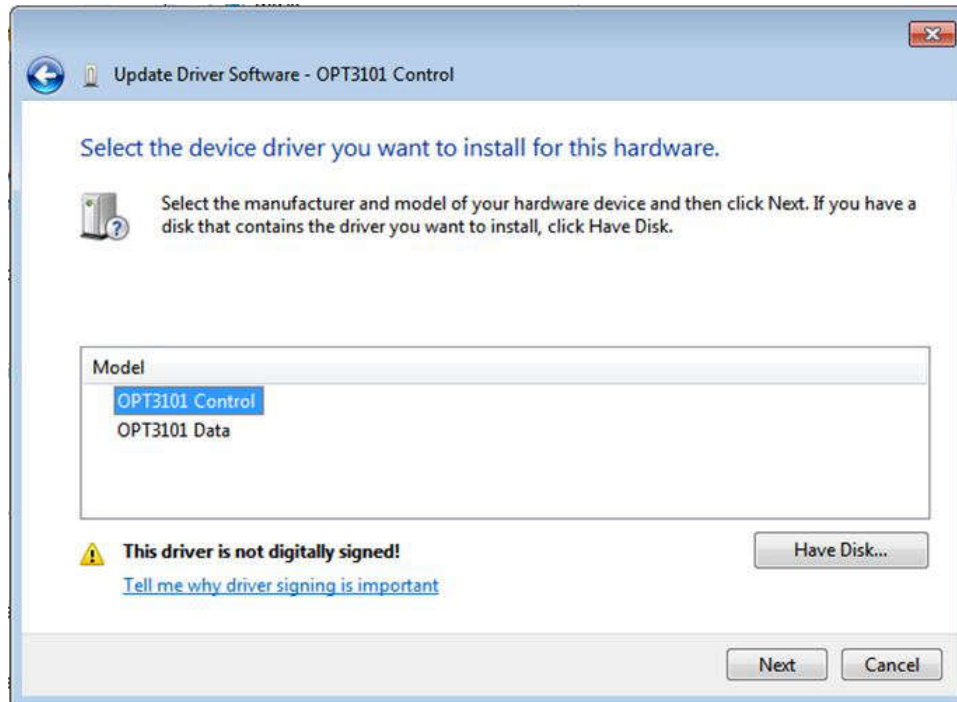 Update Driver Software - OPT3101 Control
Select the device driver you want to install for this hardware.
Select the manufacturer and model of your hardware device and then click Next. If you have a
disk that contains the driver you want to install, click Have Disk.
Model
OPT3101 Control
OPT3101 Data
This driver is not digitally signed!
Have Disk...
Tell me why driver signing is important
Next
Cancel